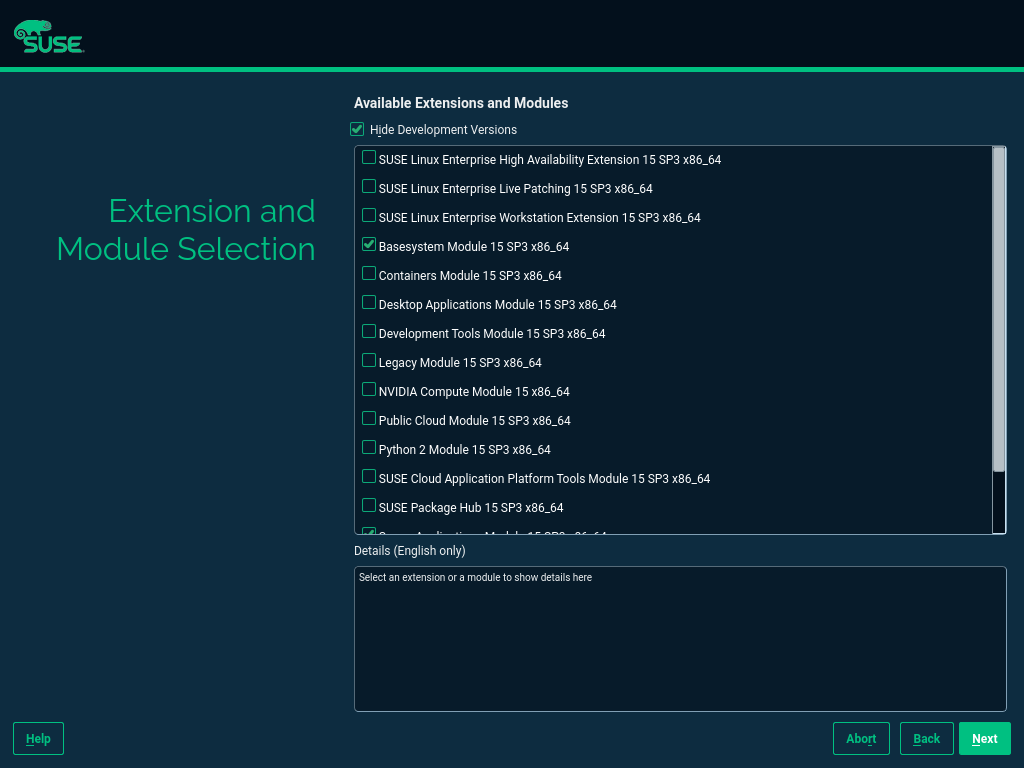 SUSE
Available Extensions and Modules
Hide Development Versions
Extension and
Module Selection
SUSE Linux Enterprise High Availability Extension 15 SP3 x86_64
SUSE Linux Enterprise Live Patching 15 SP3 x86_64
SUSE Linux Enterprise Workstation Extension 15 SP3 x86_64
Basesystem Module 15 SP3 x86_64
Containers Module 15 SP3 x86_64
Desktop Applications Module 15 SP3 x86_64
Development Tools Module 15 SP3 x86_64
Legacy Module 15 SP3 x86_64
NVIDIA Compute Module 15 x86_64
Public Cloud Module 15 SP3 x86_64
Python 2 Module 15 SP3 x86_64
SUSE Cloud Application Platform Tools Module 15 SP3 x86_64
SUSE Package Hub 15 SP3 x86_64
Details (English only)
Select an extension or a module to show details here
Help
Abort
Back
Next